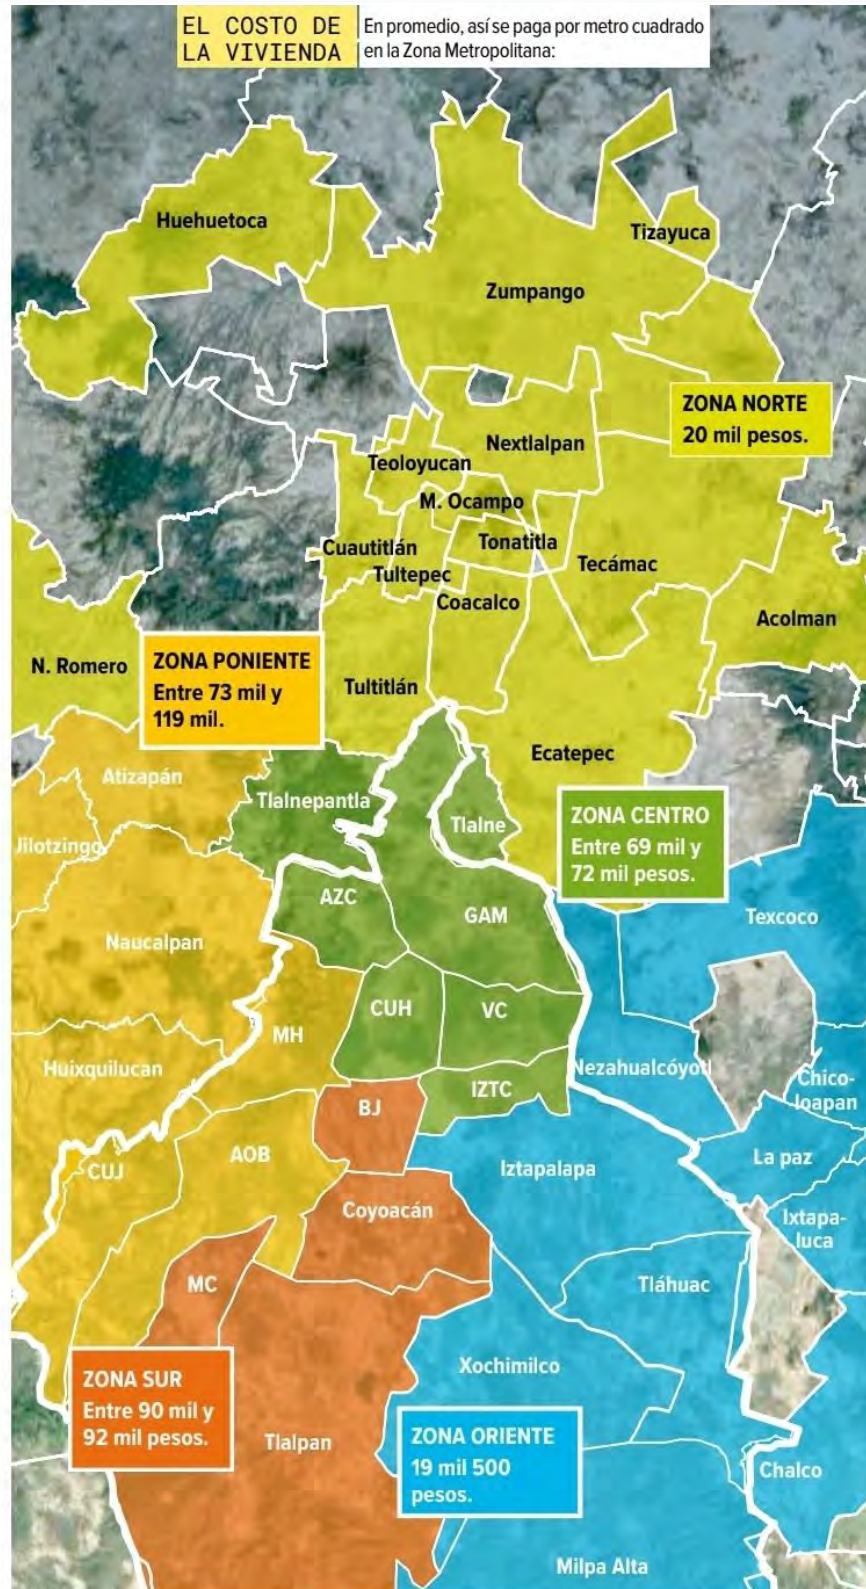 EL COSTO DE
LA VIVIENDA
En promedio, así se paga por metro cuadrado
en la Zona Metropolitana:
Huehuetoca
Tizayuca
Zumpango
ZONA NORTE
20 mil pesos.
Nextlalpan
Teoloyucan
M. Ocampo
Cuautitlán
Tonatitla
Tultepec
Tecámac
Coacalco
Acolman
N. Romero
ZONA PONIENTE
Entre 73 mil y
119 mil.
Tultitlán
Ecatepec
Atizapán
Tlalnepantla
Tlalne
ZONA CENTRO
Entre 69 mil y
72 mil pesos.
Jilotzingo
AZC
GAM
Texcoco
Naucalpan
CUH
VC
MH
Huixquilucan
Nezahualcóyotl
Chico-
loapan
IZTC
BJ
AOB
CUJ
Iztapalapa
La paz
Coyoacán
Ixtapa-
luca
MC
Tláhuac
Xochimilco
ZONA SUR
Entre 90 mil y
92 mil pesos.
Tlalpan
ZONA ORIENTE
19 mil 500
pesos.
Chalco
Milpa Alta